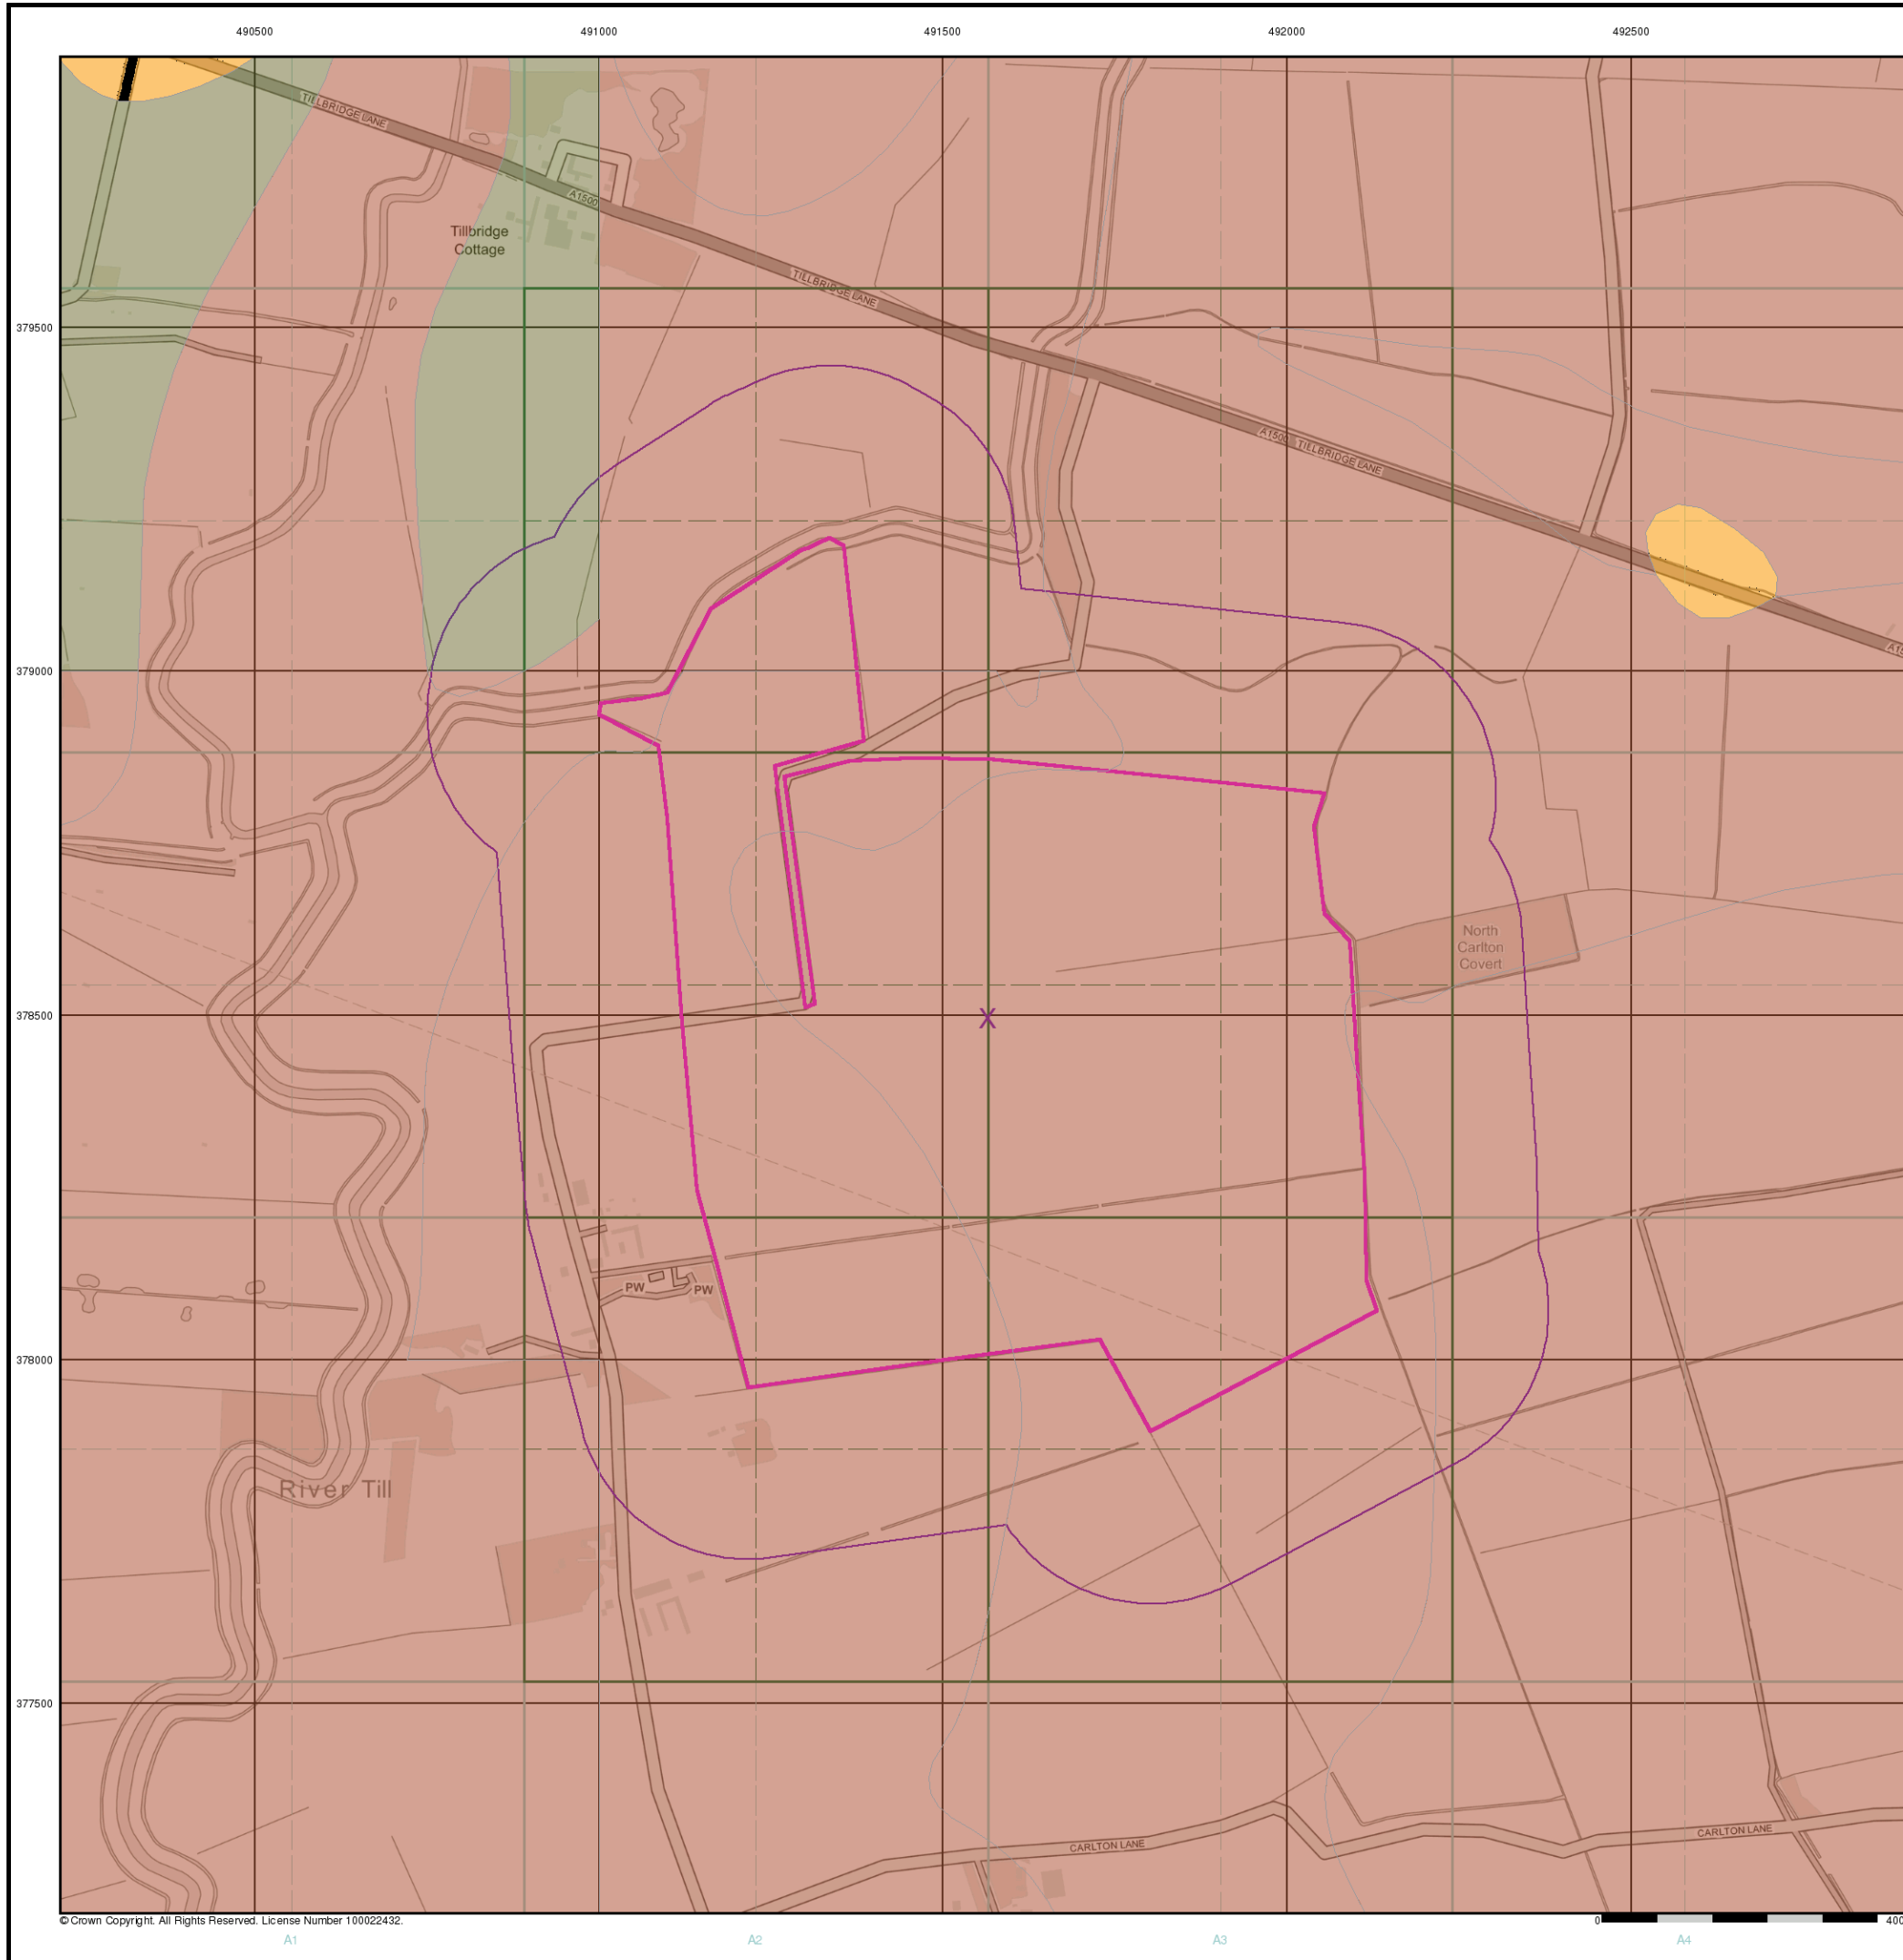 490500 491000 491500 492000 492500
TILLBRIDGE LANE
A1500
Tillbridge
Cottage
TILLBRIDGE LANE
379500
A1500 TILLBRIDGE LANE
379000
North
Carlton
Covert
378500
X
PW PW
378000
River Till
377500
CARLTON LANE
CARLTON LANE
© Crown Copyright. All Rights Reserved. License Number 100022432.
0 400
A1 A2 A3 A4